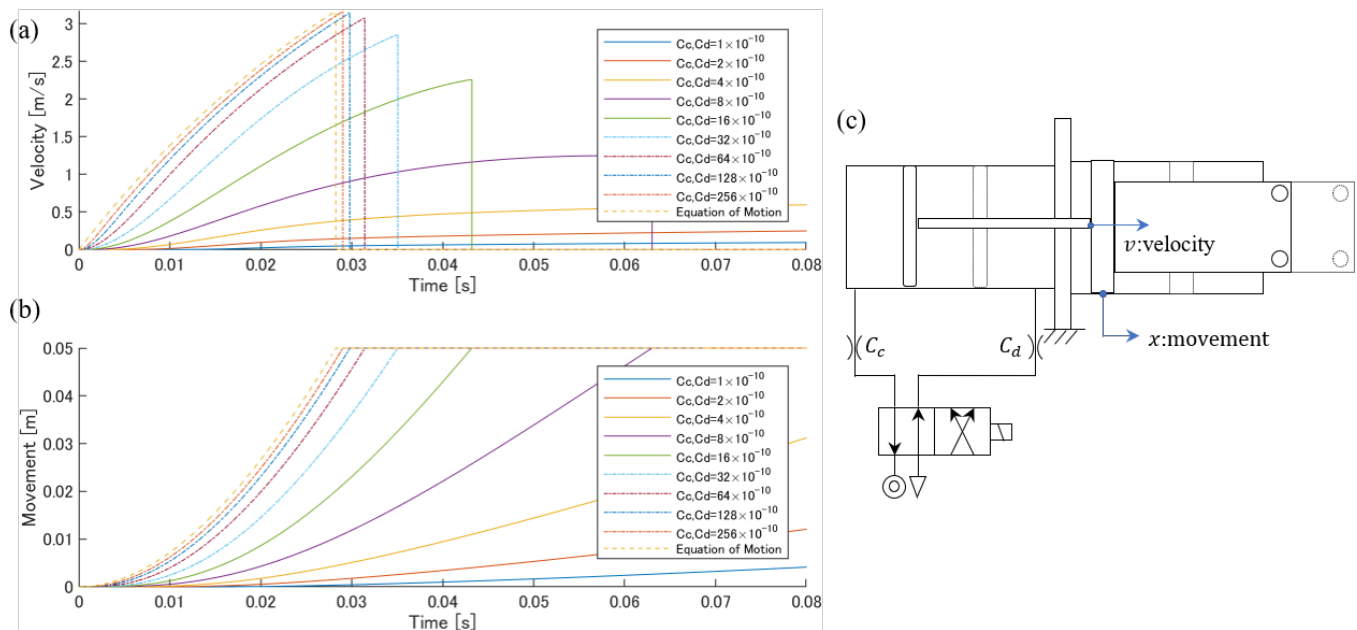 (a)
Velocity [m/s]
3
2.5
2
1.5
1
0.5
0
0 0.01 0.02 0.03 0.04 0.05 0.06 0.07 0.08
Time [s]
Cc,Cd=1×10⁻¹⁰
Cc,Cd=2×10⁻¹⁰
Cc,Cd=4×10⁻¹⁰
Cc,Cd=8×10⁻¹⁰
Cc,Cd=16×10⁻¹⁰
Cc,Cd=32×10⁻¹⁰
Cc,Cd=64×10⁻¹⁰
Cc,Cd=128×10⁻¹⁰
Cc,Cd=256×10⁻¹⁰
Equation of Motion
(b)
Movement [m]
0.05
0.04
0.03
0.02
0.01
0
0 0.01 0.02 0.03 0.04 0.05 0.06 0.07 0.08
Time [s]
Cc,Cd=1×10⁻¹⁰
Cc,Cd=2×10⁻¹⁰
Cc,Cd=4×10⁻¹⁰
Cc,Cd=8×10⁻¹⁰
Cc,Cd=16×10⁻¹⁰
Cc,Cd=32×10⁻¹⁰
Cc,Cd=64×10⁻¹⁰
Cc,Cd=128×10⁻¹⁰
Cc,Cd=256×10⁻¹⁰
Equation of Motion
(c)
v:velocity
x:movement
C_c
C_d